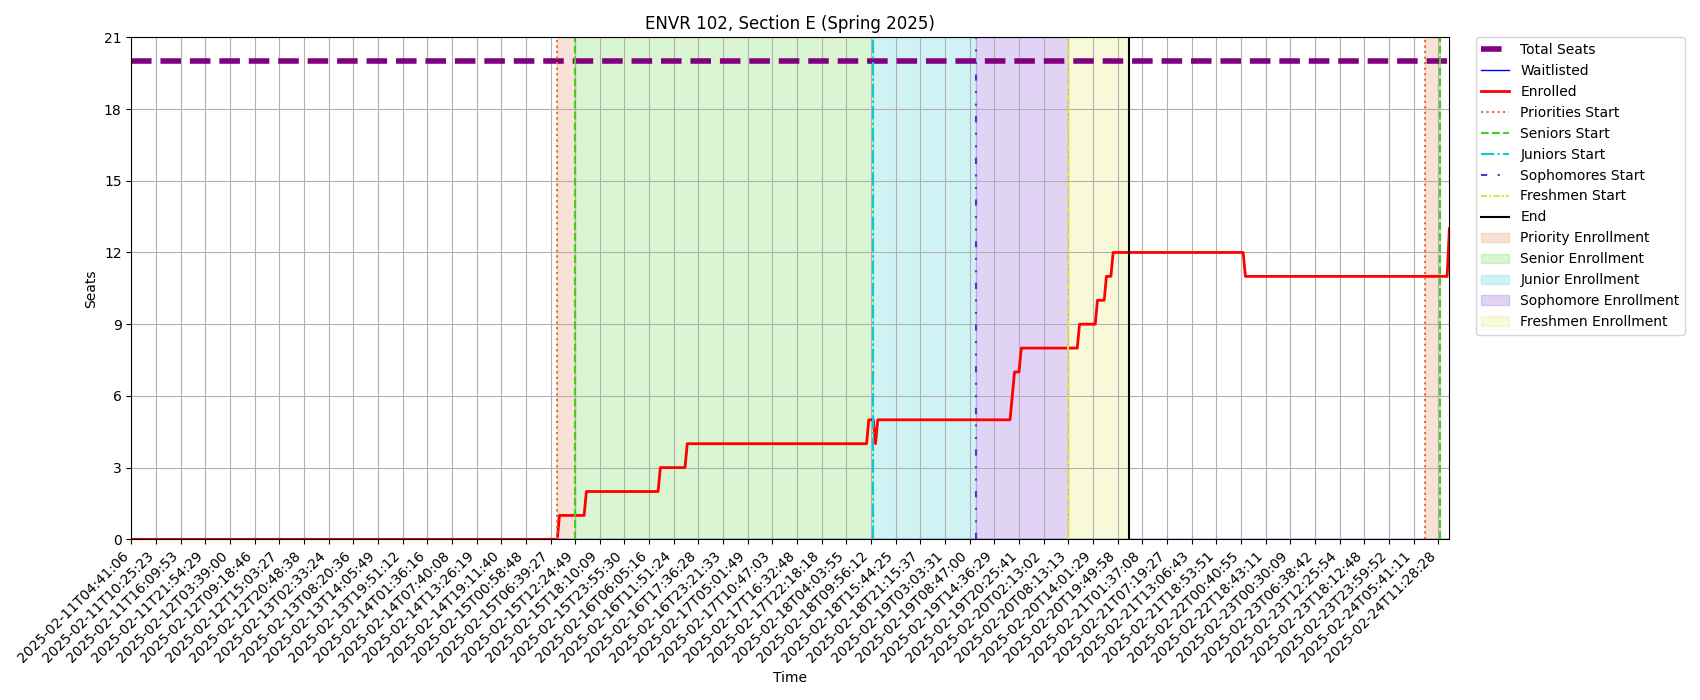 ENVR 102, Section E (Spring 2025)
Seats
21
18
15
12
9
6
3
0
2025-02-11T04:41:06
2025-02-11T10:25:23
2025-02-11T16:09:53
2025-02-11T21:54:29
2025-02-12T03:39:00
2025-02-12T09:18:46
2025-02-12T15:03:27
2025-02-12T20:48:38
2025-02-13T02:33:24
2025-02-13T08:20:36
2025-02-13T14:05:49
2025-02-13T19:51:12
2025-02-14T01:36:16
2025-02-14T07:40:08
2025-02-14T13:26:19
2025-02-14T19:11:40
2025-02-15T00:58:48
2025-02-15T06:39:27
2025-02-15T12:24:49
2025-02-15T18:10:09
2025-02-15T23:55:30
2025-02-16T06:05:16
2025-02-16T11:51:24
2025-02-16T17:36:28
2025-02-16T23:21:33
2025-02-17T05:01:49
2025-02-17T10:47:03
2025-02-17T16:32:48
2025-02-17T22:18:19
2025-02-18T04:03:55
2025-02-18T09:56:12
2025-02-18T15:44:25
2025-02-18T21:15:37
2025-02-19T03:03:31
2025-02-19T08:47:00
2025-02-19T14:36:29
2025-02-19T20:25:41
2025-02-20T02:13:02
2025-02-20T08:13:13
2025-02-20T14:01:29
2025-02-20T19:49:58
2025-02-21T01:37:08
2025-02-21T07:19:27
2025-02-21T13:06:43
2025-02-21T18:53:51
2025-02-22T00:40:55
2025-02-22T18:43:11
2025-02-23T00:30:09
2025-02-23T06:38:42
2025-02-23T12:25:54
2025-02-23T18:12:48
2025-02-23T23:59:52
2025-02-24T05:41:11
2025-02-24T11:28:28
Time
Total Seats
Waitlisted
Enrolled
Priorities Start
Seniors Start
Juniors Start
Sophomores Start
Freshmen Start
End
Priority Enrollment
Senior Enrollment
Junior Enrollment
Sophomore Enrollment
Freshmen Enrollment